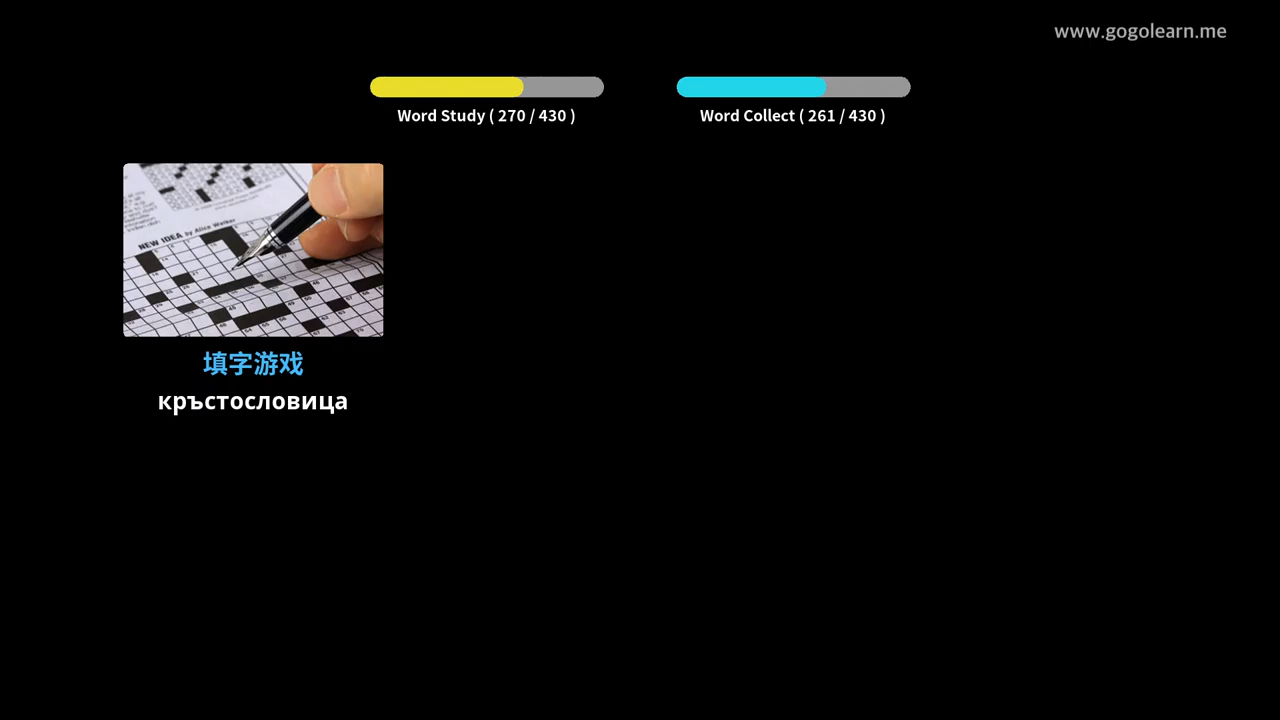 www.gogolearn.me
Word Study ( 270 / 430 )
Word Collect ( 261 / 430 )
NEW IDEA by Alice Walker
填字游戏
кръстословица